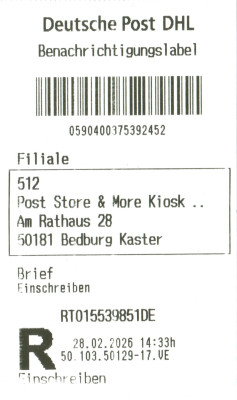 Deutsche Post DHL
Benachrichtigungslabel
0590400375392452
Filiale
512
Post Store & More Kiosk ..
Am Rathaus 28
50181 Bedburg Kaster
Brief
Einschreiben
RT015539851DE
R
28.02.2026 14:33h
50.103.50129-17.VE
Einschreiben